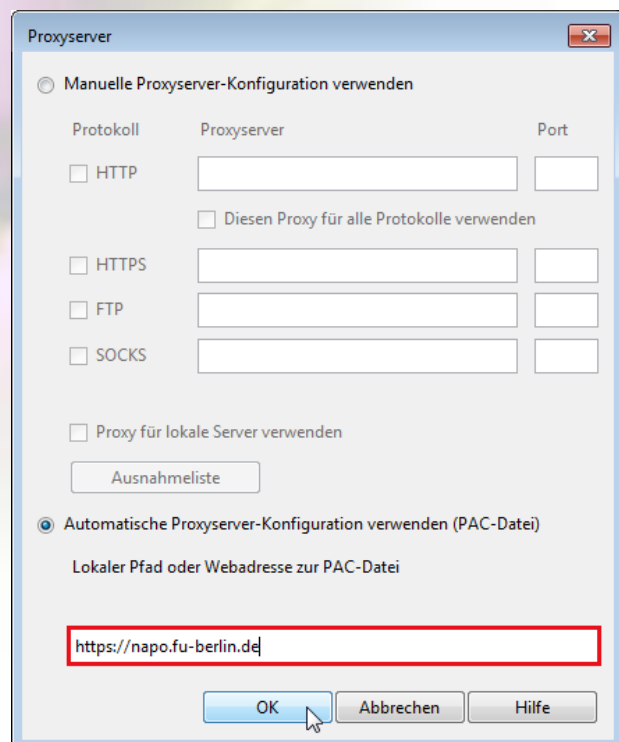 Proxyserver
Manuelle Proxyserver-Konfiguration verwenden
Protokoll Proxyserver Port
HTTP
Diesen Proxy für alle Protokolle verwenden
HTTPS
FTP
SOCKS
Proxy für lokale Server verwenden
Ausnahmeliste
Automatische Proxyserver-Konfiguration verwenden (PAC-Datei)
Lokaler Pfad oder Webadresse zur PAC-Datei
https://napo.fu-berlin.de
OK Abbrechen Hilfe